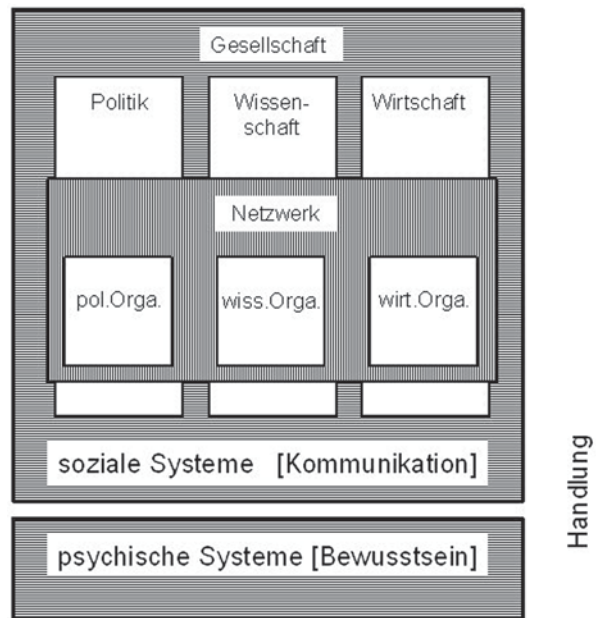 Gesellschaft
Politik
Wissen-
schaft
Wirtschaft
Netzwerk
pol.Orga.
wiss.Orga.
wirt.Orga.
soziale Systeme [Kommunikation]
psychische Systeme [Bewusstsein]
Handlung